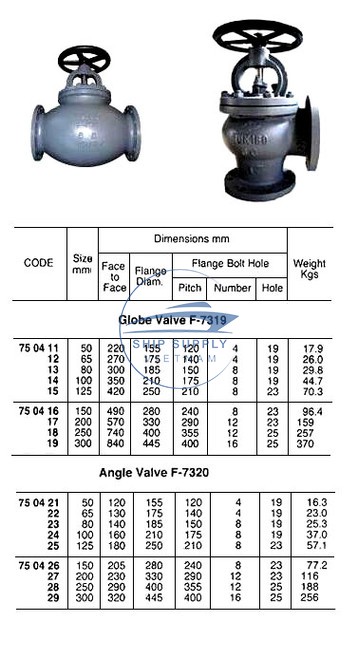 Dimensions mm
CODE Size mm Face to Face Flange Diam. Flange Bolt Hole Weight Kgs
Pitch Number Hole
Globe Valve F-7319
75 04 11 50 220 155 120 4 19 17.9
12 65 270 175 140 4 19 26.0
13 80 300 185 150 8 19 29.8
14 100 350 210 175 8 19 44.7
15 125 420 250 210 8 23 70.3
SHIP SUPPLY
VIETNAM
75 04 16 150 490 280 240 8 23 96.4
17 200 570 330 290 12 23 159
18 250 740 400 355 12 25 257
19 300 840 445 400 16 25 370
Angle Valve F-7320
75 04 21 50 120 155 120 4 19 16.3
22 65 130 175 140 4 19 23.0
23 80 140 185 150 8 19 25.3
24 100 160 210 175 8 19 37.0
25 125 180 250 210 8 23 57.1
75 04 26 150 205 280 240 8 23 77.2
27 200 230 330 290 12 23 116
28 250 290 400 355 12 25 188
29 300 320 445 400 16 25 256